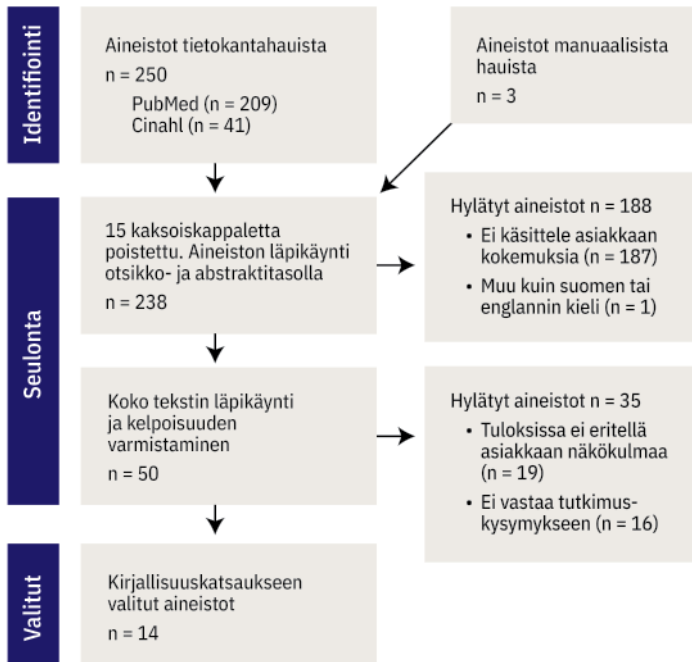 Identifiointi
Aineistot tietokantahauista
n = 250
PubMed (n = 209)
Cinahl (n = 41)
Aineistot manuaalisista
hauista
n = 3
Seulonta
15 kaksoiskappaletta
poistettu. Aineiston läpikäynti
otsikko- ja abstraktitasolla
n = 238
Hylätyt aineistot n = 188
• Ei käsittele asiakkaan
kokemuksia (n = 187)
• Muu kuin suomen tai
englannin kieli (n = 1)
Koko tekstin läpikäynti
ja kelpoisuuden
varmistaminen
n = 50
Hylätyt aineistot n = 35
• Tuloksissa ei eritellä
asiakkaan näkökulmaa
(n = 19)
• Ei vastaa tutkimus-
kysymykseen (n = 16)
Valitut
Kirjallisuuskatsaukseen
valitut aineistot
n = 14